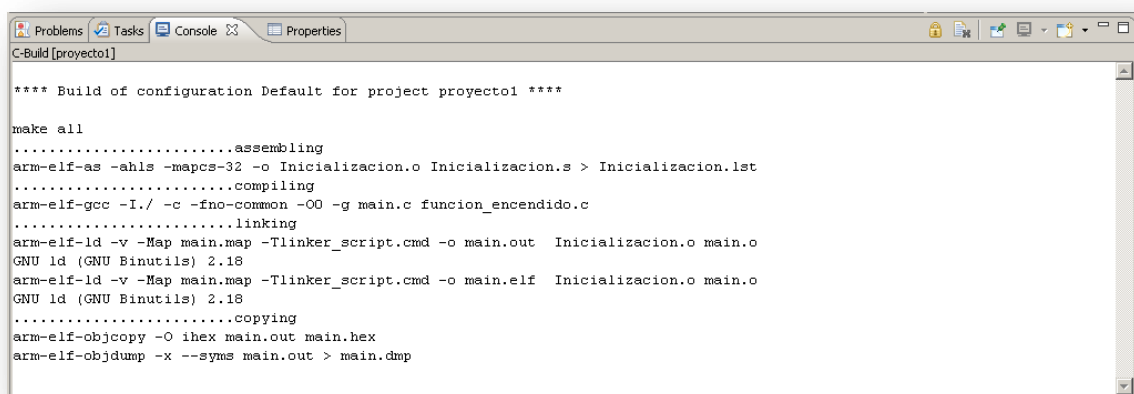 Problems Tasks Console Properties
C-Build [proyecto1]
**** Build of configuration Default for project proyecto1 ****
make all
........................assembling
arm-elf-as -ahls -mapcs-32 -o Inicializacion.o Inicializacion.s > Inicializacion.lst
........................compiling
arm-elf-gcc -I./ -c -fno-common -O0 -g main.c funcion_encendido.c
........................linking
arm-elf-ld -v -Map main.map -Tlinker_script.cmd -o main.out  Inicializacion.o main.o
GNU ld (GNU Binutils) 2.18
arm-elf-ld -v -Map main.map -Tlinker_script.cmd -o main.elf  Inicializacion.o main.o
GNU ld (GNU Binutils) 2.18
........................copying
arm-elf-objcopy -O ihex main.out main.hex
arm-elf-objdump -x --syms main.out > main.dmp